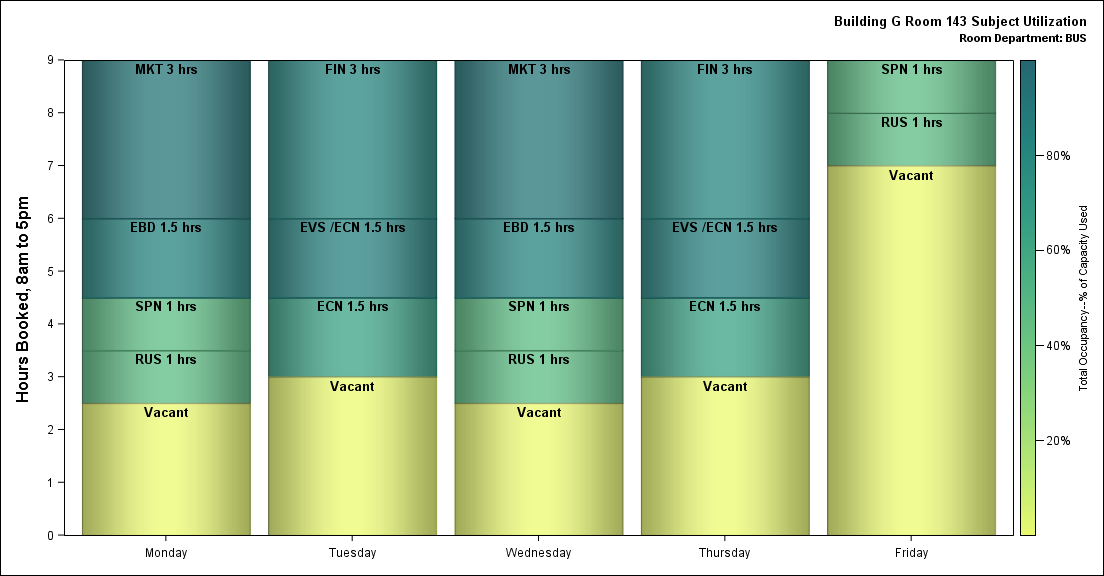 Building G Room 143 Subject Utilization
Room Department: BUS
Hours Booked, 8am to 5pm
9
8
7
6
5
4
3
2
1
0
MKT 3 hrs
EBD 1.5 hrs
SPN 1 hrs
RUS 1 hrs
Vacant
FIN 3 hrs
EVS /ECN 1.5 hrs
ECN 1.5 hrs
Vacant
MKT 3 hrs
EBD 1.5 hrs
SPN 1 hrs
RUS 1 hrs
Vacant
FIN 3 hrs
EVS /ECN 1.5 hrs
ECN 1.5 hrs
Vacant
SPN 1 hrs
RUS 1 hrs
Vacant
Monday
Tuesday
Wednesday
Thursday
Friday
80%
60%
40%
20%
Total Occupancy--% of Capacity Used